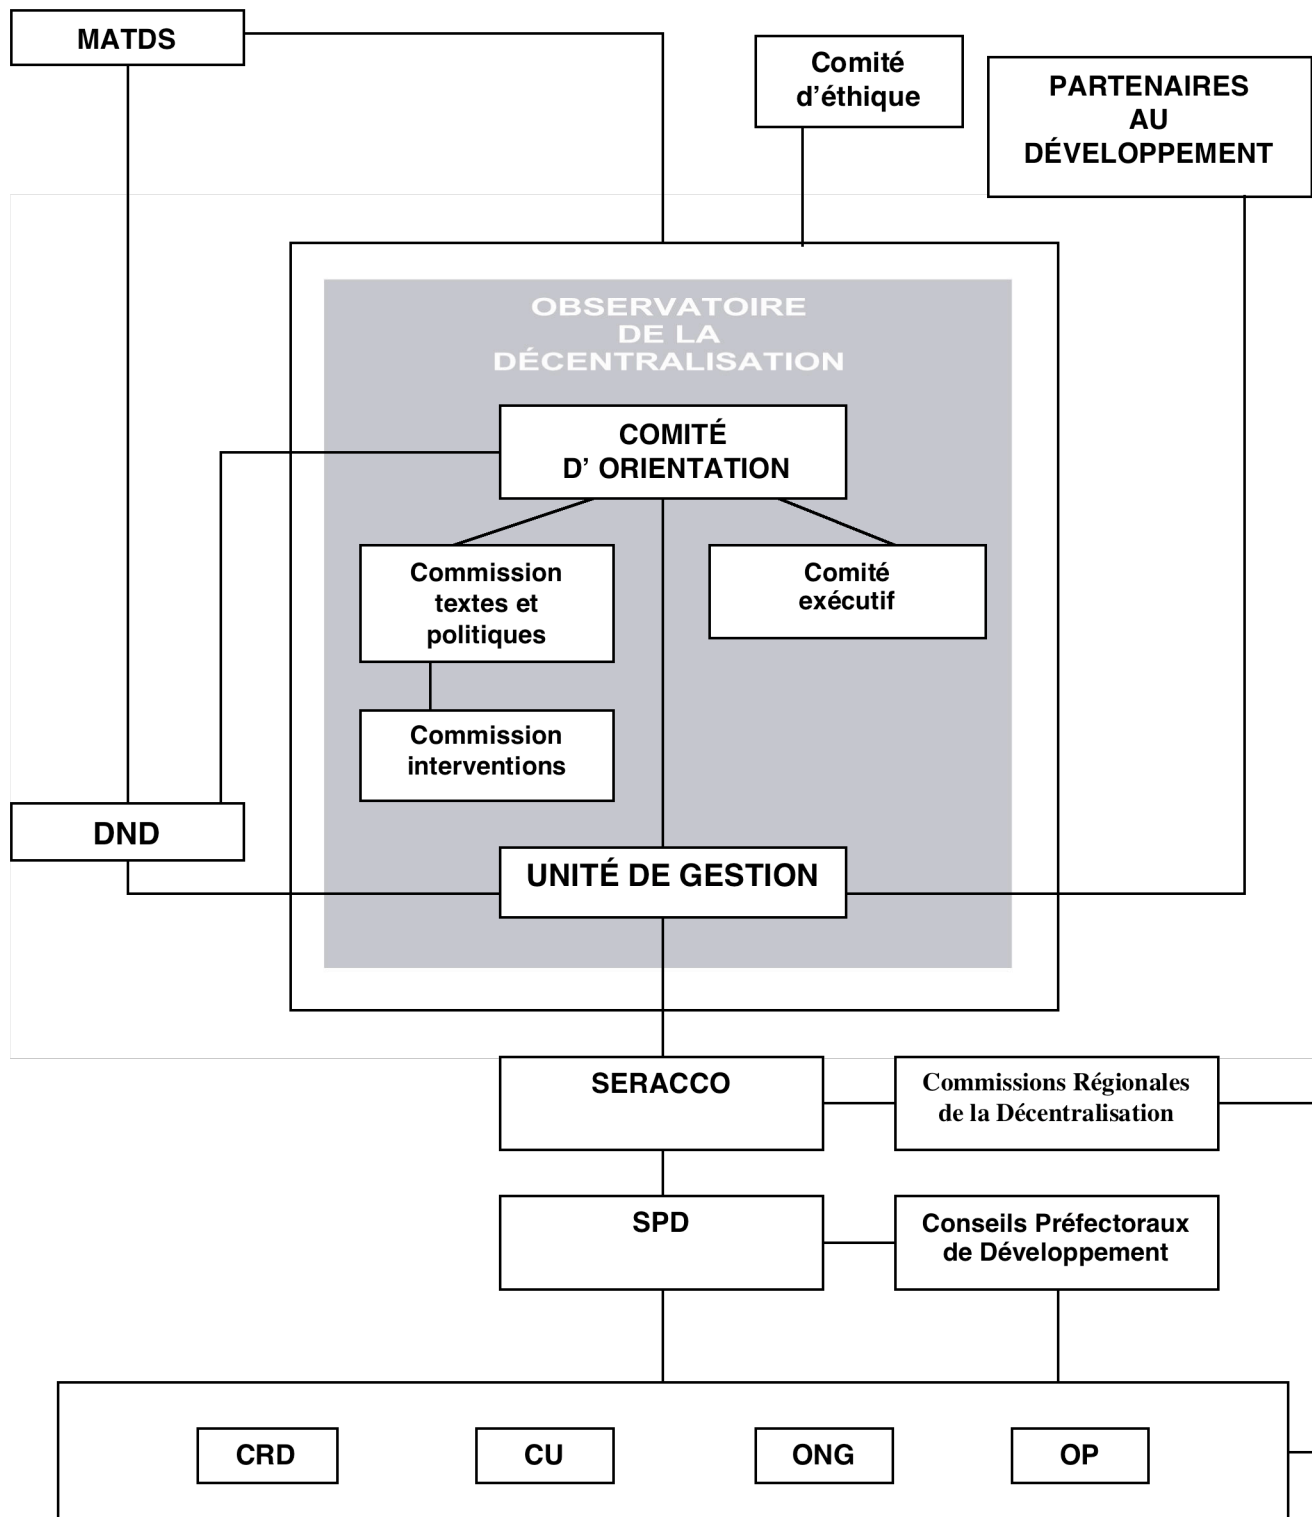 MATDS
Comité
d'éthique
PARTENAIRES
AU
DÉVELOPPEMENT
OBSERVATOIRE
DE LA
DÉCENTRALISATION
COMITÉ
D' ORIENTATION
Commission
textes et
politiques
Comité
exécutif
Commission
interventions
DND
UNITÉ DE GESTION
SERACCO
Commissions Régionales
de la Décentralisation
SPD
Conseils Préfectoraux
de Développement
CRD
CU
ONG
OP